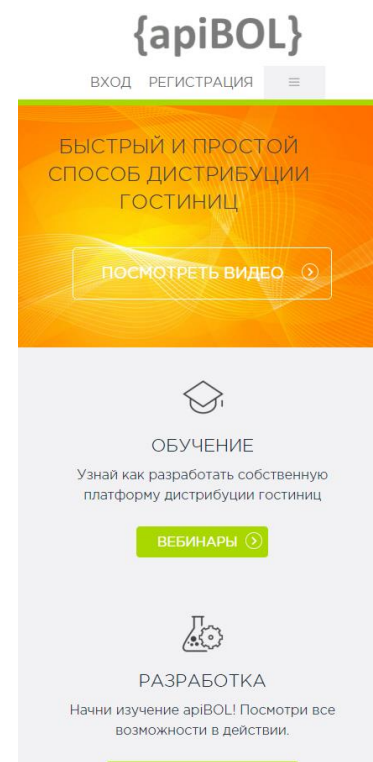 {apiBOL}
ВХОД РЕГИСТРАЦИЯ
БЫСТРЫЙ И ПРОСТОЙ
СПОСОБ ДИСТРИБУЦИИ
ГОСТИНИЦ
ПОСМОТРЕТЬ ВИДЕО
ОБУЧЕНИЕ
Узнай как разработать собственную
платформу дистрибуции гостиниц
ВЕБИНАРЫ
РАЗРАБОТКА
Начни изучение apiBOL! Посмотри все
возможности в действии.